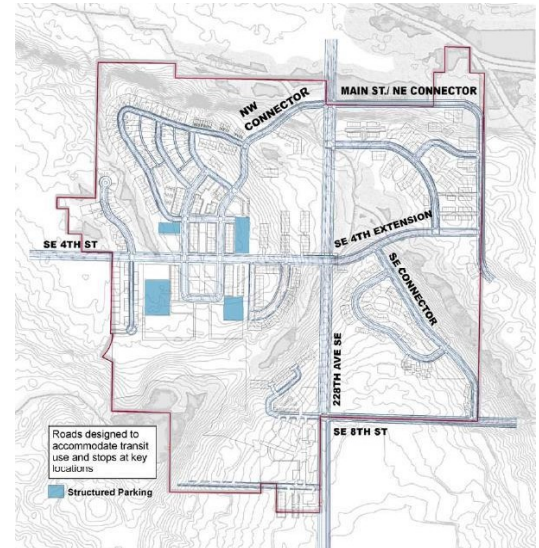 MAIN ST./ NE CONNECTOR
NW
CONNECTOR
SE 4TH EXTENSION
SE 4TH ST
SE CONNECTOR
228TH AVE SE
SE 8TH ST
Roads designed to
accommodate transit
use and stops at key
locations
Structured Parking